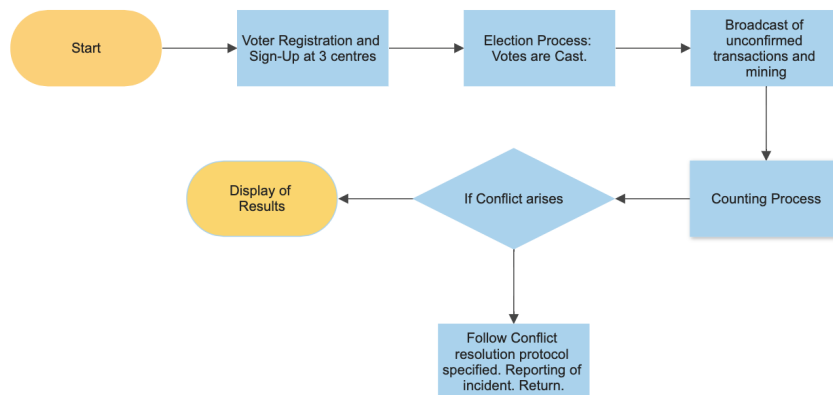 Start
Voter Registration and
Sign-Up at 3 centres
Election Process:
Votes are Cast.
Broadcast of
unconfirmed
transactions and
mining
Counting Process
If Conflict arises
Display of
Results
Follow Conflict
resolution protocol
specified. Reporting of
incident. Return.